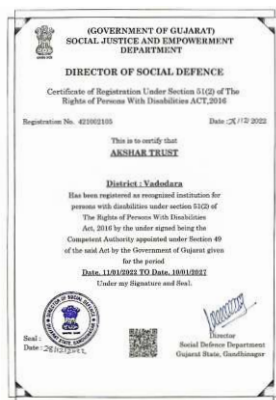 (GOVERNMENT OF GUJARAT)
SOCIAL JUSTICE AND EMPOWERMENT
DEPARTMENT
DIRECTOR OF SOCIAL DEFENCE
Certificate of Registration Under Section 51(2) of The
Rights of Persons With Disabilities ACT,2016
Registration No. 421002105 Date : /12/2022
This is to certify that
AKSHAR TRUST
District : Vadodara
Has been registered as recognized institution for
persons with disabilities under section 51(2) of
The Rights of Persons With Disabilities
Act, 2016 by the under signed being the
Competent Authority appointed under Section 49
of the said Act by the Government of Gujarat given
for the period
Date. 11/01/2022 TO Date. 10/01/2027
Under my Signature and Seal.
Seal :
Date :
Director
Social Defence Department
Gujarat State, Gandhinagar